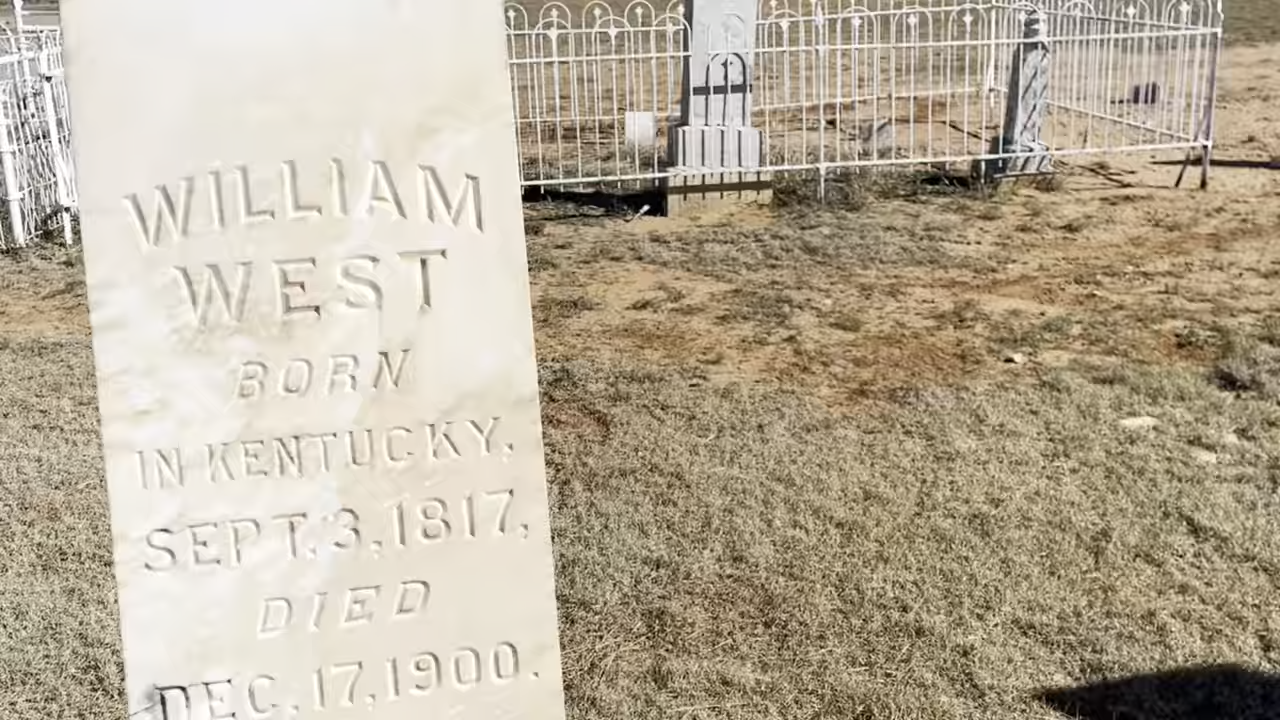 WILLIAM
WEST
BORN
IN KENTUCKY,
SEPT. 3, 1817,
DIED
DEC. 17, 1900.